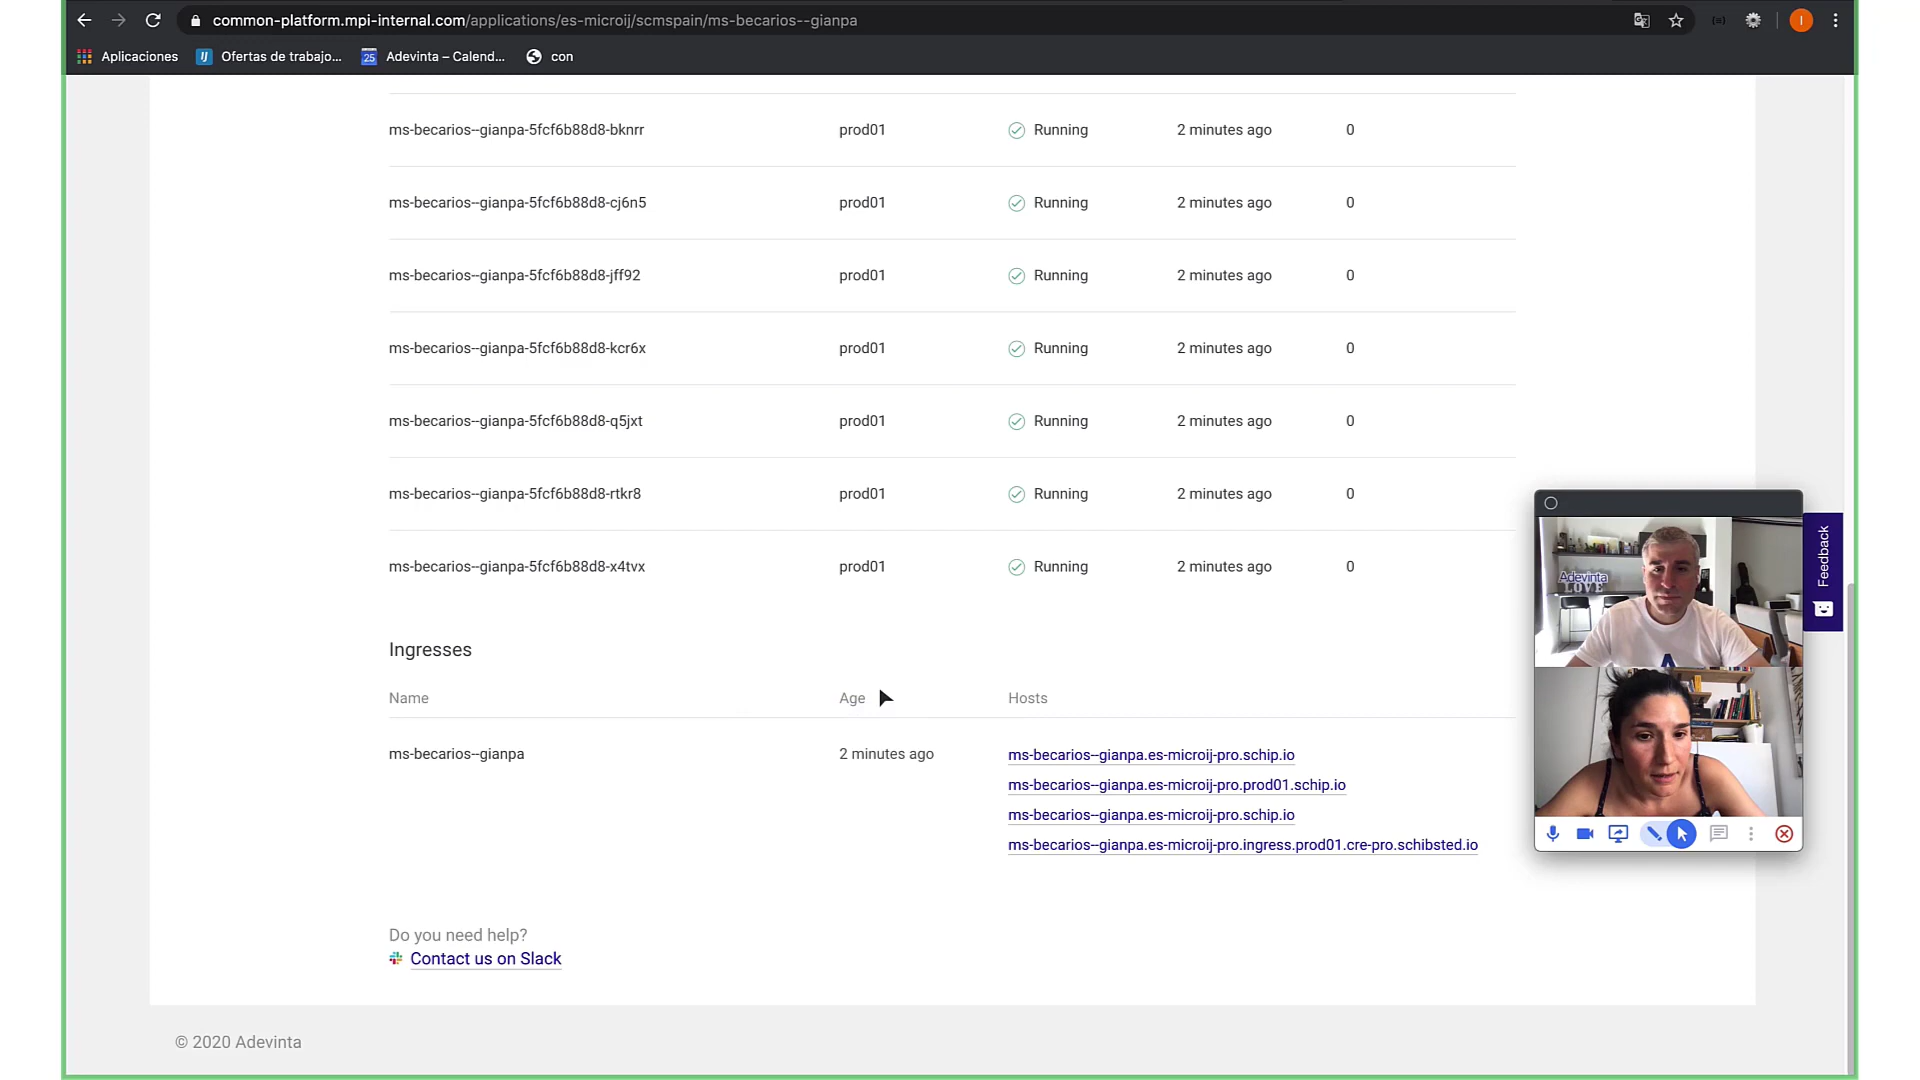 common-platform.mpi-internal.com/applications/es-microij/scmspain/ms-becarios--gianpa
Aplicaciones
Ofertas de trabajo...
25
Adevinta – Calend...
con
ms-becarios--gianpa-5fcf6b88d8-bknrr prod01 Running 2 minutes ago 0
ms-becarios--gianpa-5fcf6b88d8-cj6n5 prod01 Running 2 minutes ago 0
ms-becarios--gianpa-5fcf6b88d8-jff92 prod01 Running 2 minutes ago 0
ms-becarios--gianpa-5fcf6b88d8-kcr6x prod01 Running 2 minutes ago 0
ms-becarios--gianpa-5fcf6b88d8-q5jxt prod01 Running 2 minutes ago 0
ms-becarios--gianpa-5fcf6b88d8-rtkr8 prod01 Running 2 minutes ago 0
ms-becarios--gianpa-5fcf6b88d8-x4tvx prod01 Running 2 minutes ago 0
Ingresses
Name Age Hosts
ms-becarios--gianpa 2 minutes ago ms-becarios--gianpa.es-microij-pro.schip.io
ms-becarios--gianpa.es-microij-pro.prod01.schip.io
ms-becarios--gianpa.es-microij-pro.schip.io
ms-becarios--gianpa.es-microij-pro.ingress.prod01.cre-pro.schibsted.io
Do you need help?
Contact us on Slack
© 2020 Adevinta
Feedback
Adevinta
LOVE